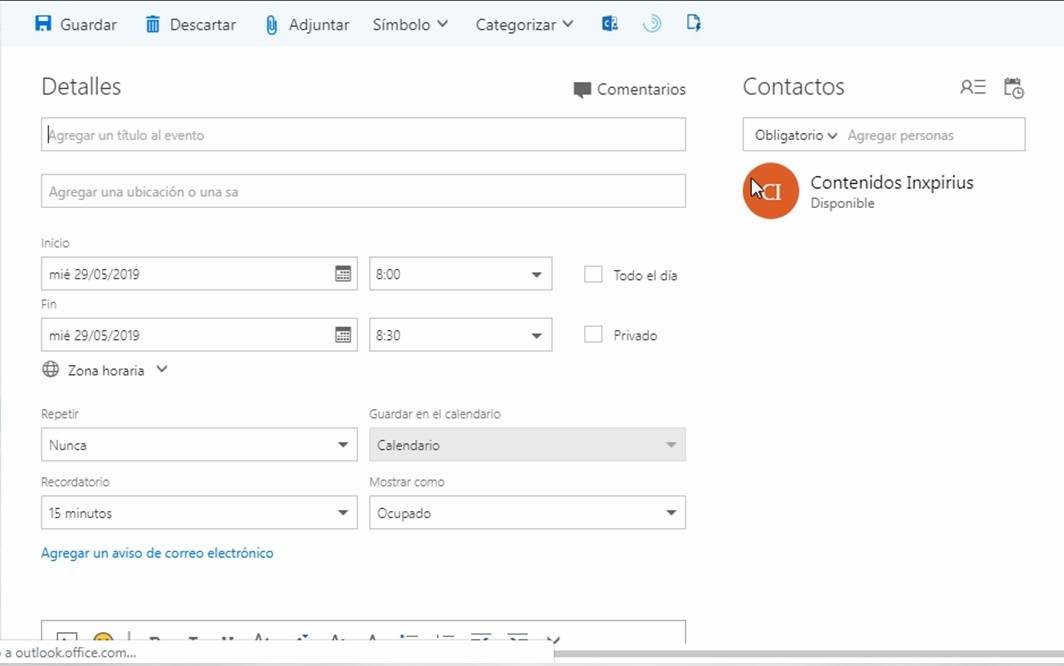 Guardar Descartar Adjuntar Símbolo Categorizar
Detalles
Comentarios
Contactos
Agregar un título al evento
Obligatorio Agregar personas
Agregar una ubicación o una sa
CI
Contenidos Inxpirius
Disponible
Inicio
mié 29/05/2019 8:00 Todo el día
Fin
mié 29/05/2019 8:30 Privado
Zona horaria
Repetir Guardar en el calendario
Nunca Calendario
Recordatorio Mostrar como
15 minutos Ocupado
Agregar un aviso de correo electrónico
a outlook.office.com...